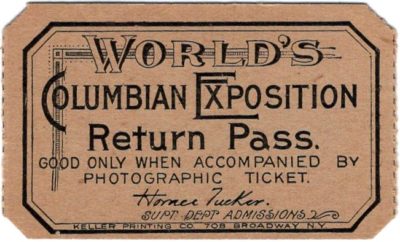 WORLD'S
COLUMBIAN EXPOSITION
Return Pass.
GOOD ONLY WHEN ACCOMPANIED BY
PHOTOGRAPHIC TICKET.
Horace Tucker.
SUPT. DEPT. ADMISSIONS.
KELLER PRINTING CO. 708 BROADWAY N.Y.